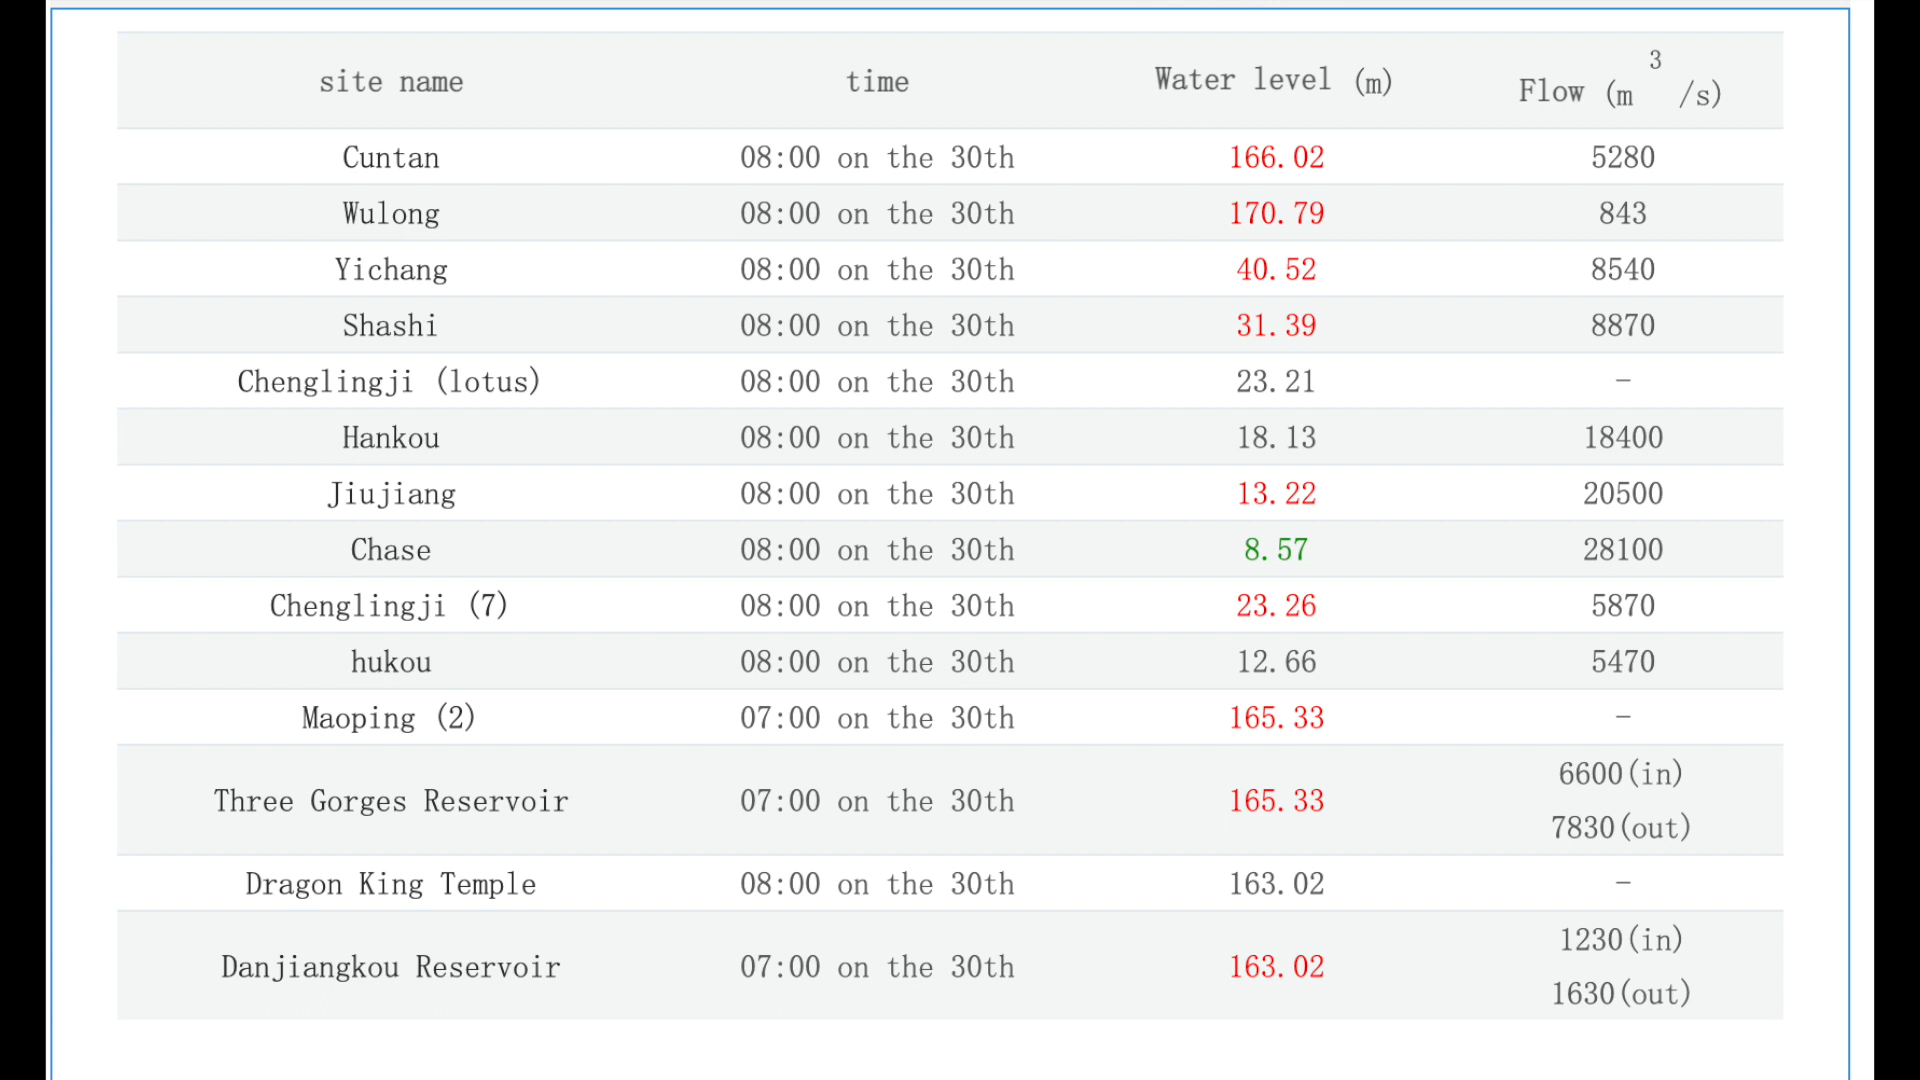 site name time Water level (m) Flow (m³/s)
Cuntan 08:00 on the 30th 166.02 5280
Wulong 08:00 on the 30th 170.79 843
Yichang 08:00 on the 30th 40.52 8540
Shashi 08:00 on the 30th 31.39 8870
Chenglingji (lotus) 08:00 on the 30th 23.21 -
Hankou 08:00 on the 30th 18.13 18400
Jiujiang 08:00 on the 30th 13.22 20500
Chase 08:00 on the 30th 8.57 28100
Chenglingji (7) 08:00 on the 30th 23.26 5870
hukou 08:00 on the 30th 12.66 5470
Maoping (2) 07:00 on the 30th 165.33 -
Three Gorges Reservoir 07:00 on the 30th 165.33 6600(in)
7830(out)
Dragon King Temple 08:00 on the 30th 163.02 -
Danjiangkou Reservoir 07:00 on the 30th 163.02 1230(in)
1630(out)